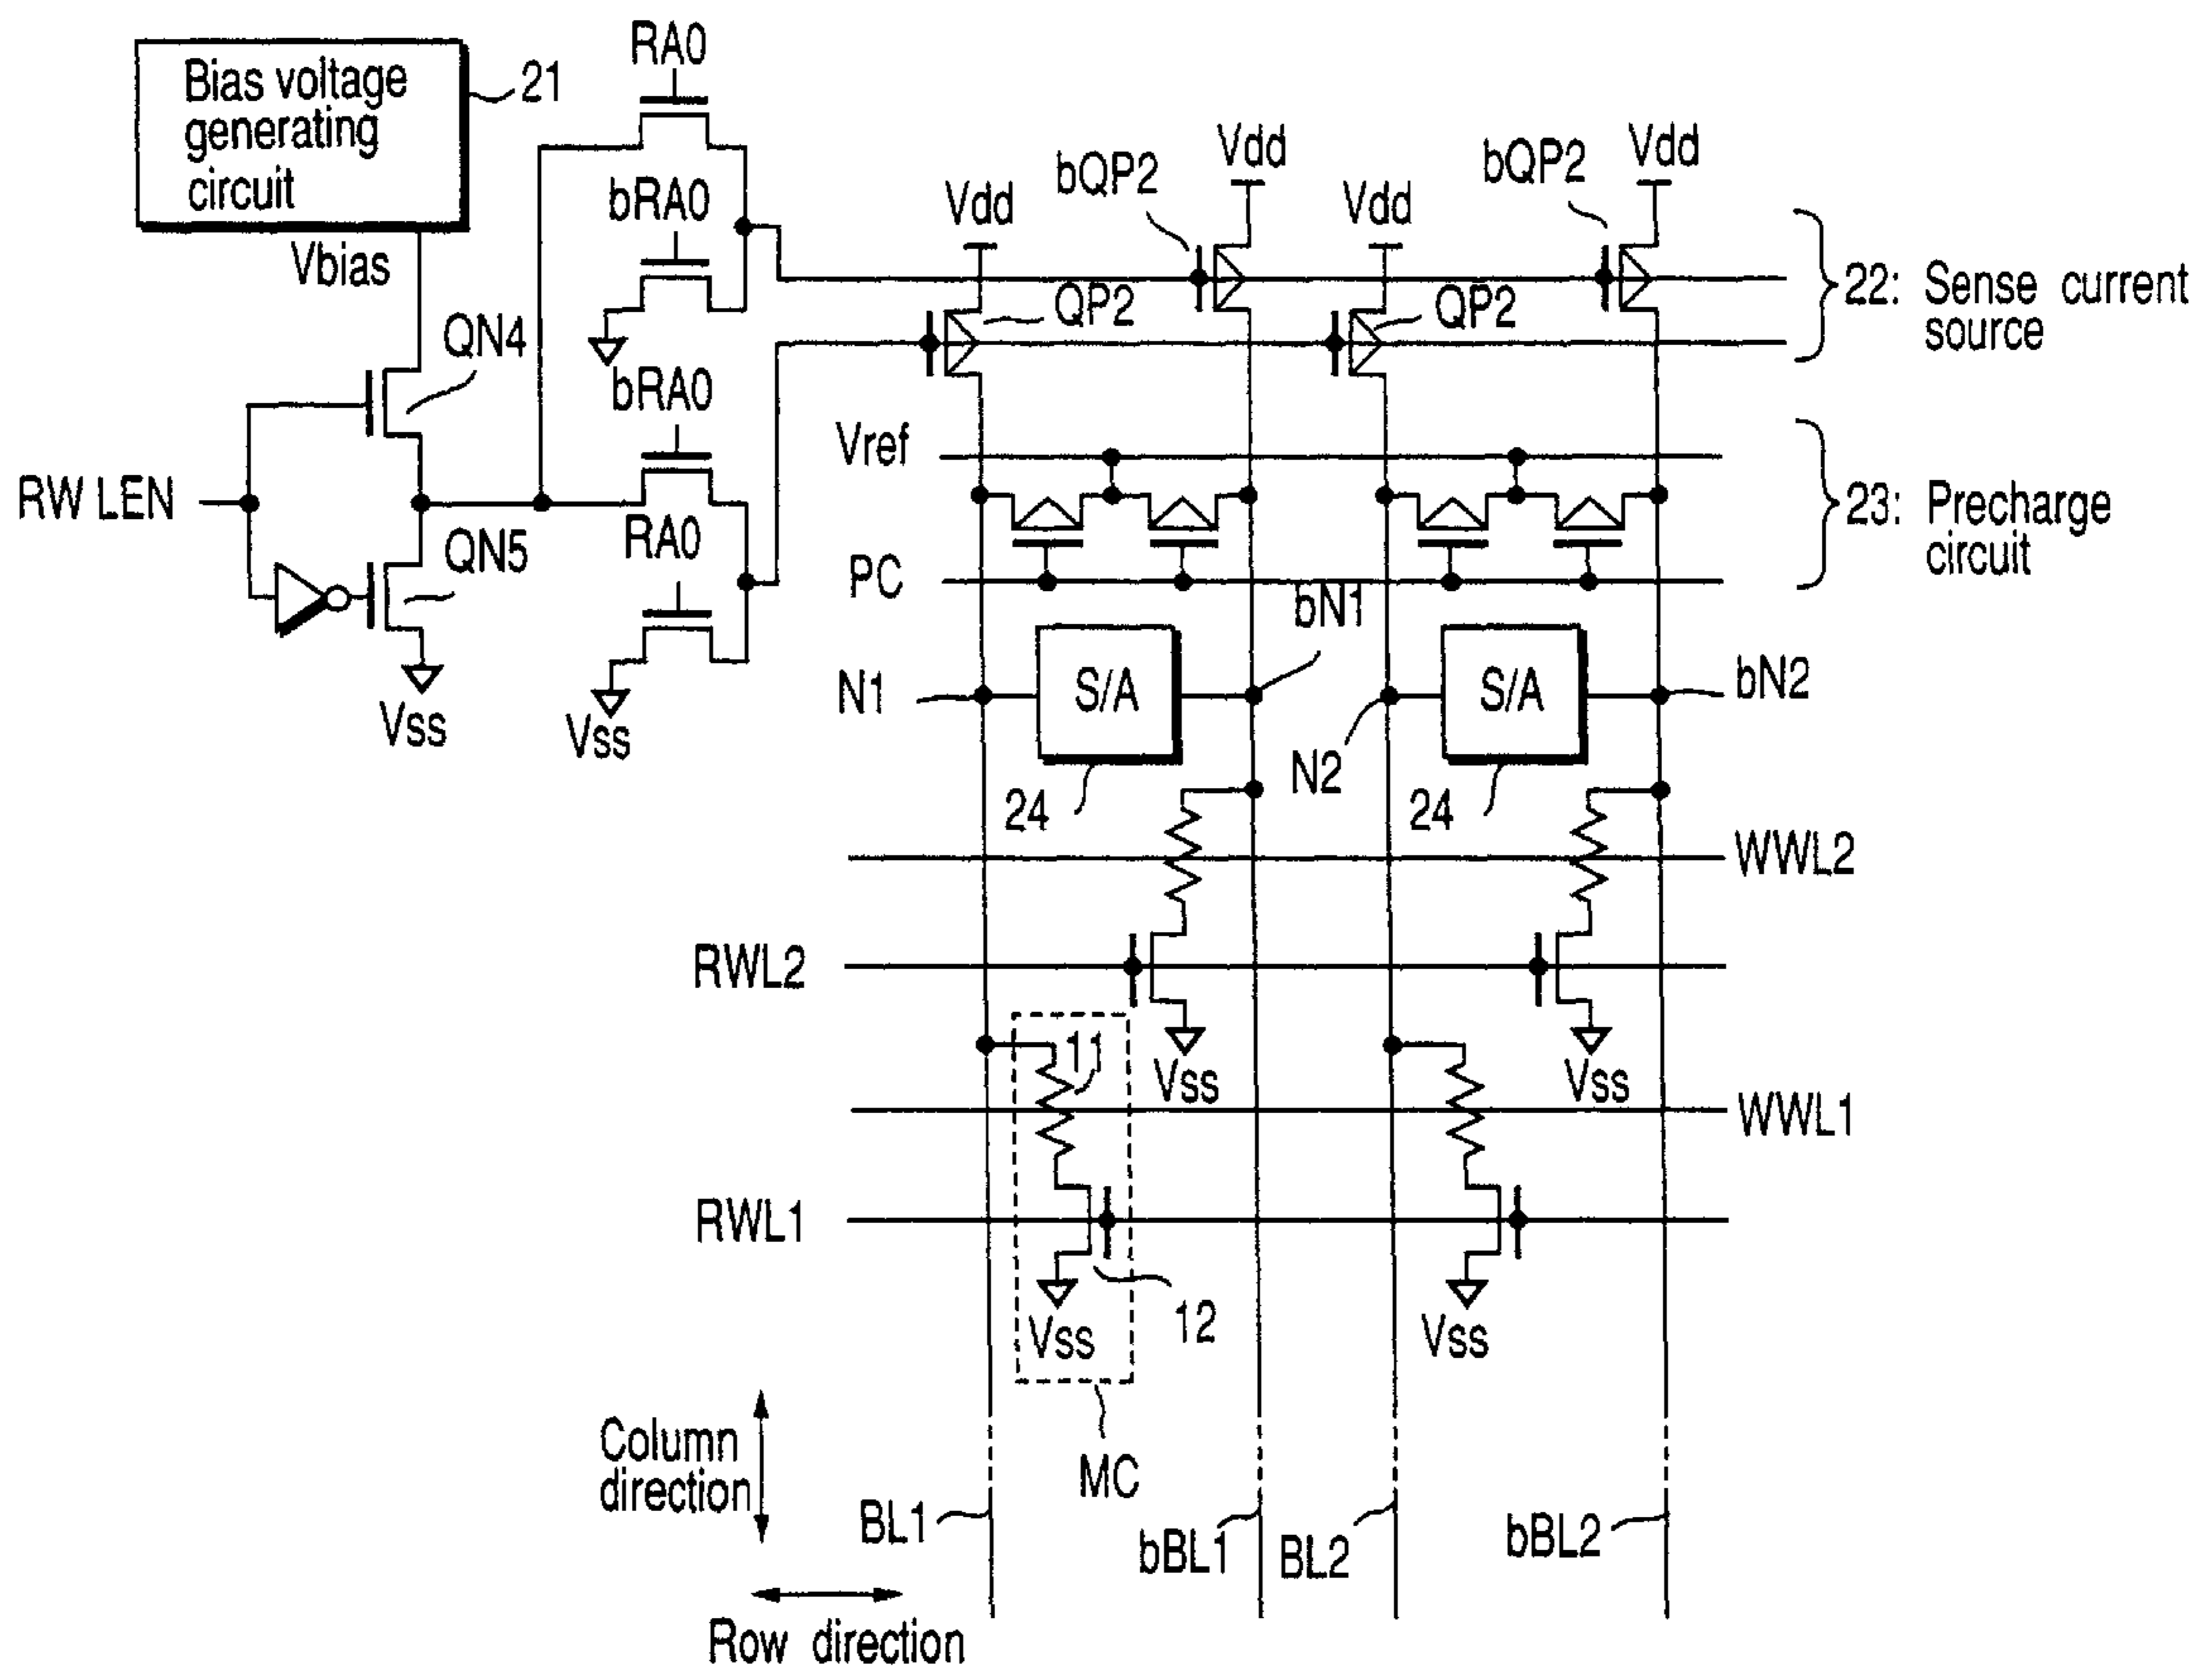 RA0
Bias voltage
generating
circuit
21
Vbias
bRA0
bQP2
Vdd
bQP2
Vdd
Vdd
Vdd
22: Sense current
source
QP2
QP2
QN4
bRA0
Vref
RW LEN
RA0
QN5
23: Precharge
circuit
PC
bN1
Vss
Vss
N1
S/A
S/A
bN2
N2
24
24
WWL2
RWL2
11
Vss
Vss
WWL1
RWL1
12
Vss
Vss
Column
direction
MC
BL1
bBL1
BL2
bBL2
Row direction